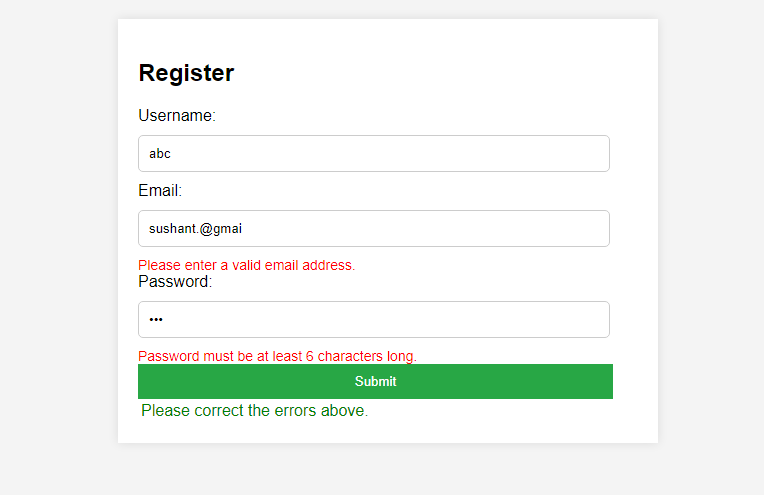 Register
Username:
abc
Email:
sushant.@gmai
Please enter a valid email address.
Password:
•••
Password must be at least 6 characters long.
Submit
Please correct the errors above.